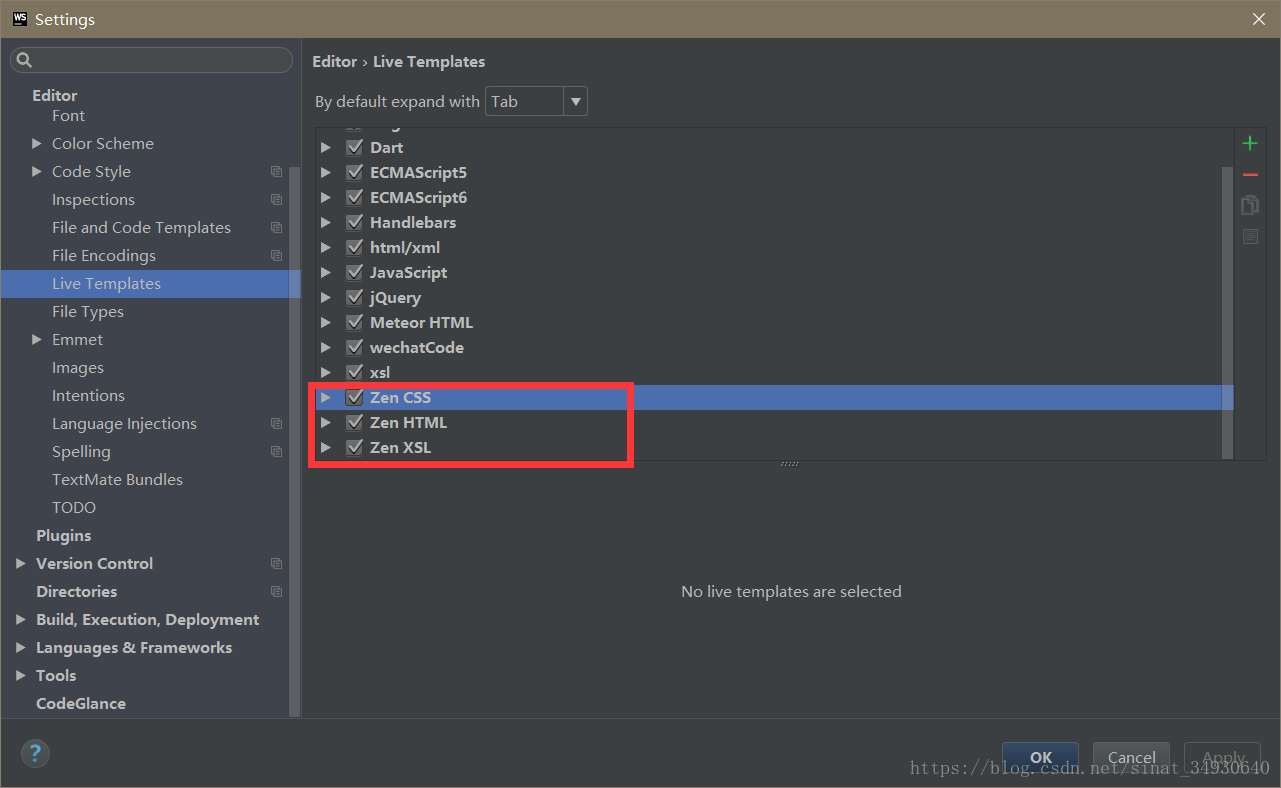 WS Settings
Editor
Font
Color Scheme
Code Style
Inspections
File and Code Templates
File Encodings
Live Templates
File Types
Emmet
Images
Intentions
Language Injections
Spelling
TextMate Bundles
TODO
Plugins
Version Control
Directories
Build, Execution, Deployment
Languages & Frameworks
Tools
CodeGlance
Editor › Live Templates
By default expand with Tab
Dart
ECMAScript5
ECMAScript6
Handlebars
html/xml
JavaScript
jQuery
Meteor HTML
wechatCode
xsl
Zen CSS
Zen HTML
Zen XSL
No live templates are selected
?
OK Cancel Apply
https://blog.csdn.net/sinat_34930640